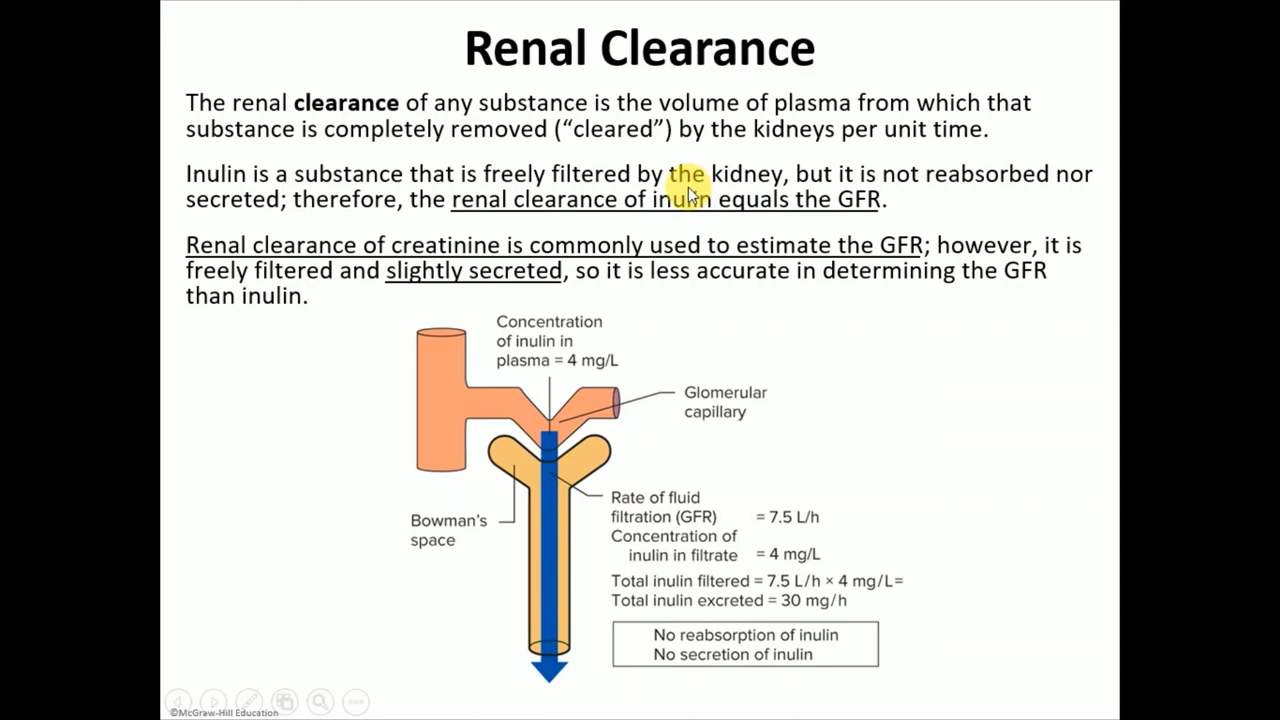 Renal Clearance
The renal clearance of any substance is the volume of plasma from which that
substance is completely removed (“cleared”) by the kidneys per unit time.
Inulin is a substance that is freely filtered by the kidney, but it is not reabsorbed nor
secreted; therefore, the renal clearance of inulin equals the GFR.
Renal clearance of creatinine is commonly used to estimate the GFR; however, it is
freely filtered and slightly secreted, so it is less accurate in determining the GFR
than inulin.
Concentration
of inulin in
plasma = 4 mg/L
Glomerular
capillary
Bowman's
space
Rate of fluid
filtration (GFR) = 7.5 L/h
Concentration of
inulin in filtrate = 4 mg/L
Total inulin filtered = 7.5 L/h × 4 mg/L=
Total inulin excreted = 30 mg/h
No reabsorption of inulin
No secretion of inulin
©McGraw-Hill Education